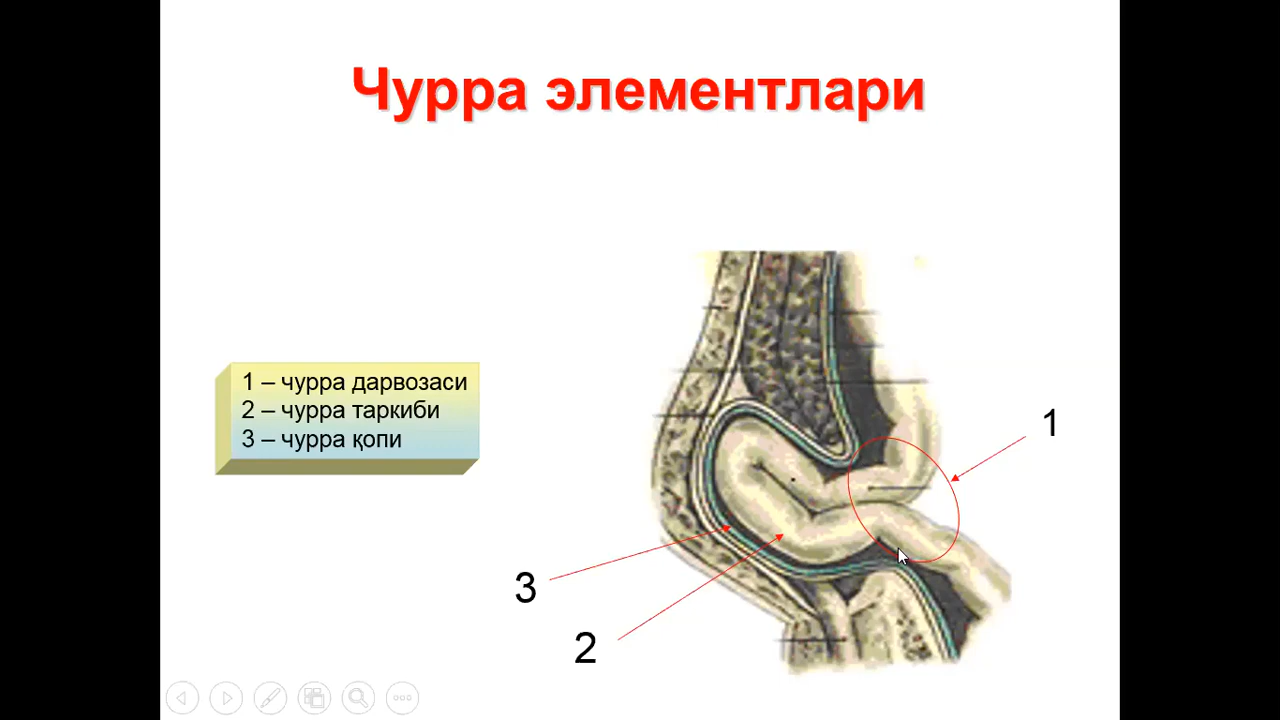 Чурра элементлари
1 – чурра дарвозаси
2 – чурра таркиби
3 – чурра қопи
1
3
2